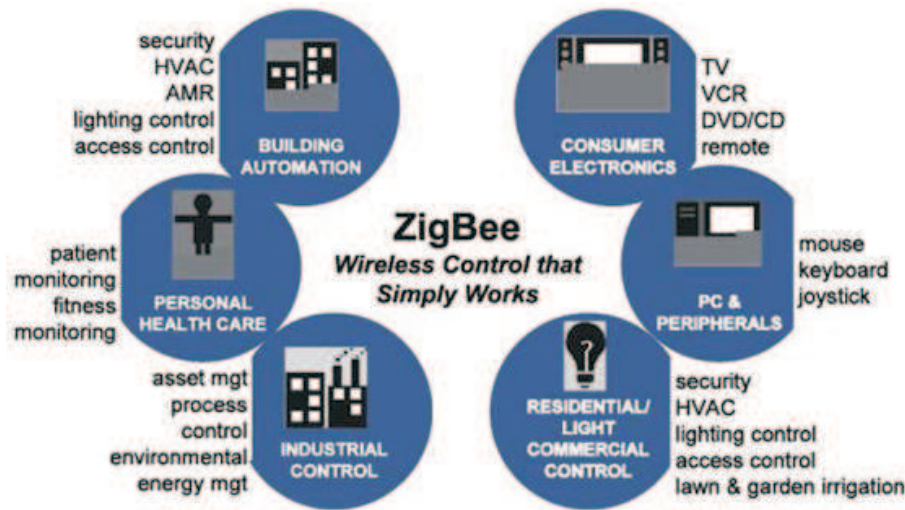 security
HVAC
AMR
lighting control
access control
BUILDING
AUTOMATION
TV
VCR
DVD/CD
remote
CONSUMER
ELECTRONICS
ZigBee
Wireless Control that
Simply Works
patient
monitoring
fitness
monitoring
PERSONAL
HEALTH CARE
mouse
keyboard
joystick
PC &
PERIPHERALS
asset mgt
process
control
environmental
energy mgt
INDUSTRIAL
CONTROL
RESIDENTIAL/
LIGHT
COMMERCIAL
CONTROL
security
HVAC
lighting control
access control
lawn & garden irrigation